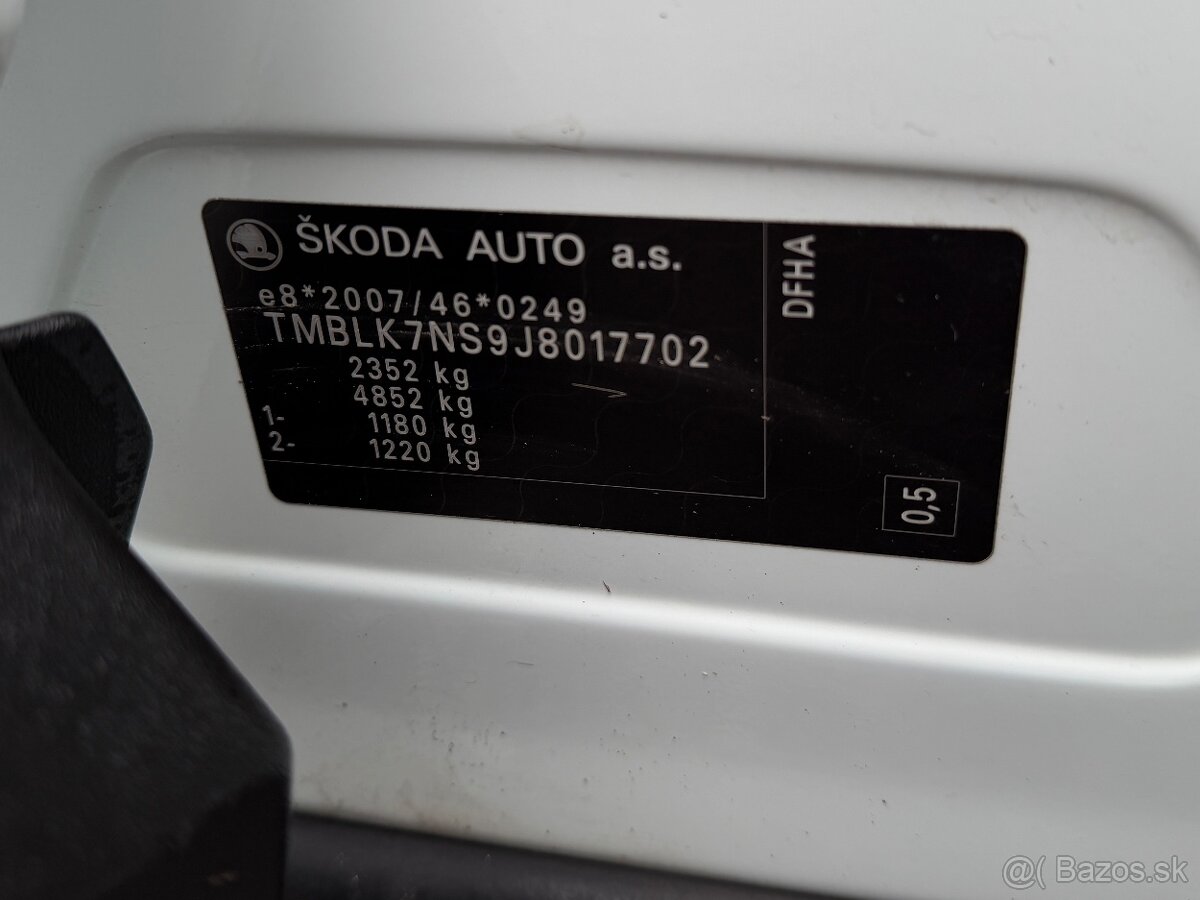 ŠKODA AUTO a.s.
e8*2007/46*0249
TMBLK7NS9J8017702
2352 kg
4852 kg
1- 1180 kg
2- 1220 kg
DFHA
0,5
@( Bazos.sk